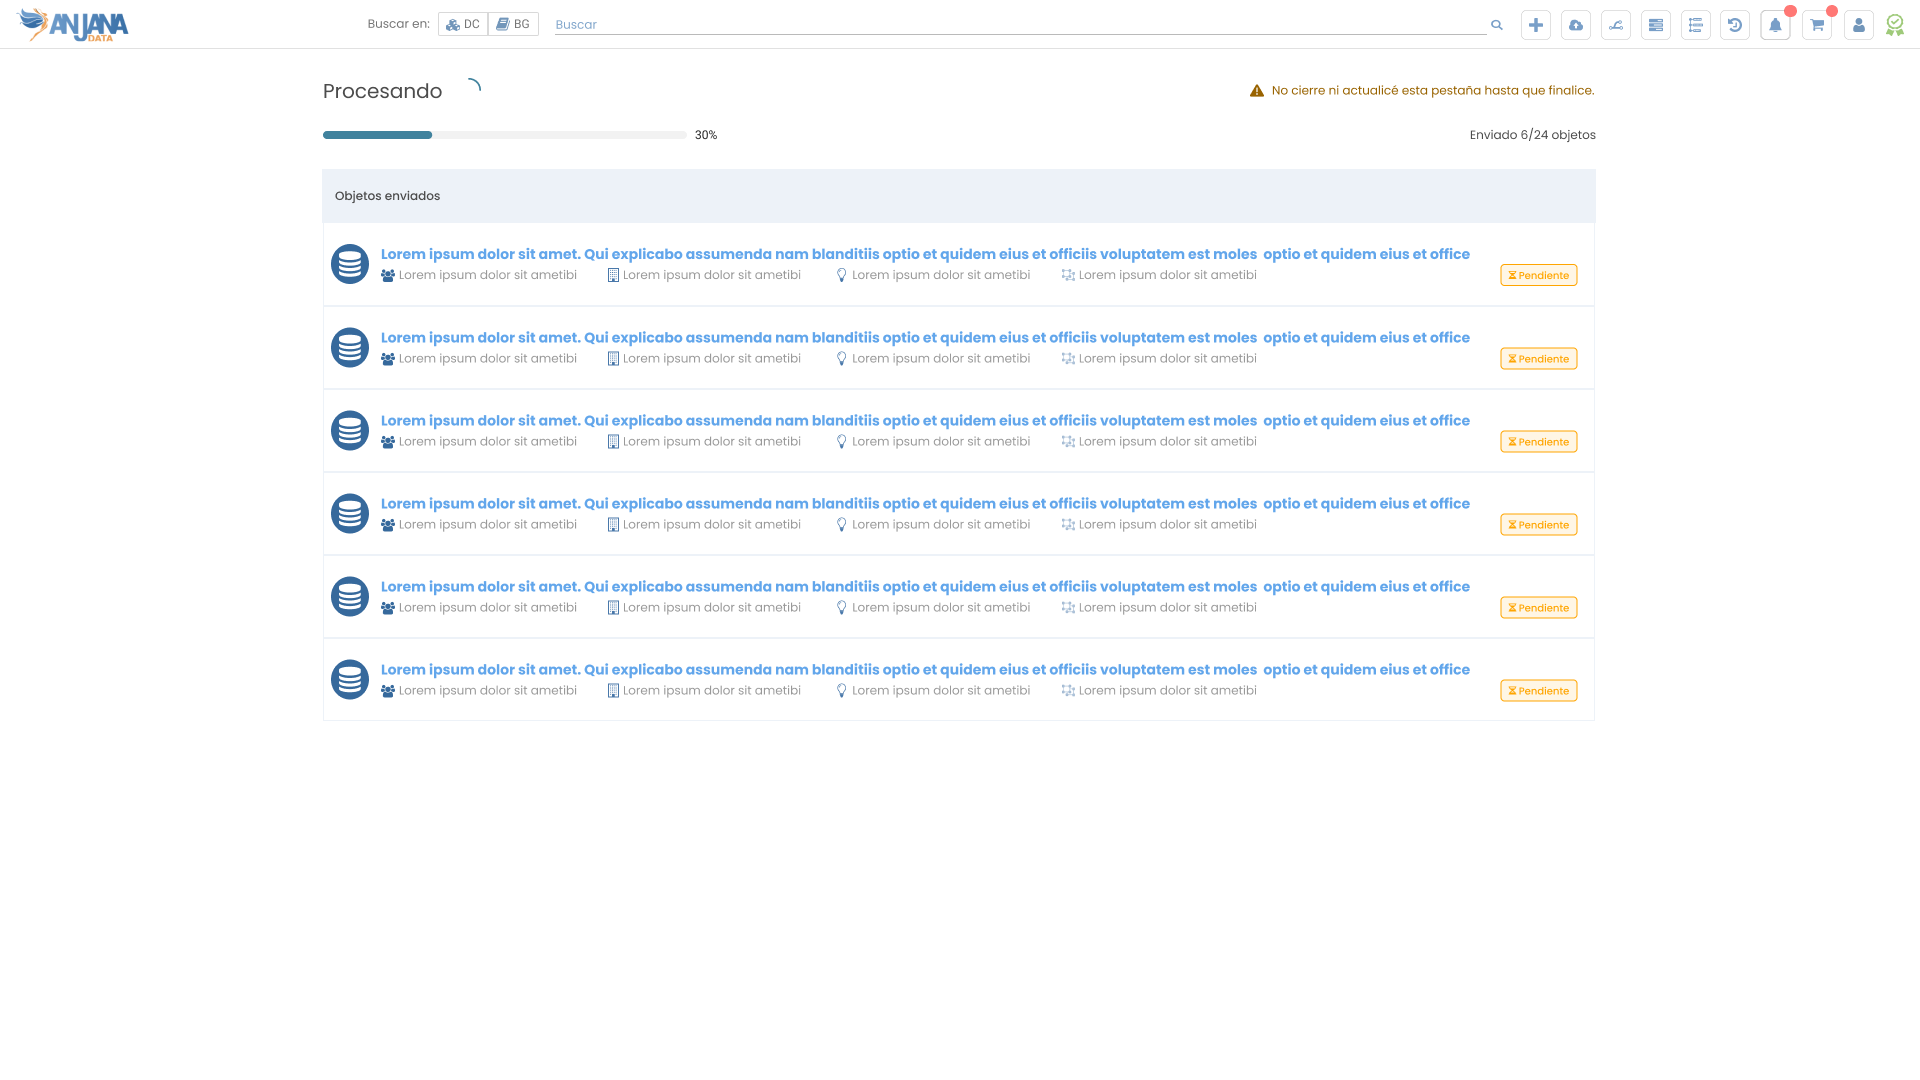 ANJANA
DATA
Buscar en: DC BG Buscar
Procesando
No cierre ni actualicé esta pestaña hasta que finalice.
30%
Enviado 6/24 objetos
Objetos enviados
Lorem ipsum dolor sit amet. Qui explicabo assumenda nam blanditiis optio et quidem eius et officiis voluptatem est moles optio et quidem eius et office
Lorem ipsum dolor sit ametibi Lorem ipsum dolor sit ametibi Lorem ipsum dolor sit ametibi Lorem ipsum dolor sit ametibi
Pendiente
Lorem ipsum dolor sit amet. Qui explicabo assumenda nam blanditiis optio et quidem eius et officiis voluptatem est moles optio et quidem eius et office
Lorem ipsum dolor sit ametibi Lorem ipsum dolor sit ametibi Lorem ipsum dolor sit ametibi Lorem ipsum dolor sit ametibi
Pendiente
Lorem ipsum dolor sit amet. Qui explicabo assumenda nam blanditiis optio et quidem eius et officiis voluptatem est moles optio et quidem eius et office
Lorem ipsum dolor sit ametibi Lorem ipsum dolor sit ametibi Lorem ipsum dolor sit ametibi Lorem ipsum dolor sit ametibi
Pendiente
Lorem ipsum dolor sit amet. Qui explicabo assumenda nam blanditiis optio et quidem eius et officiis voluptatem est moles optio et quidem eius et office
Lorem ipsum dolor sit ametibi Lorem ipsum dolor sit ametibi Lorem ipsum dolor sit ametibi Lorem ipsum dolor sit ametibi
Pendiente
Lorem ipsum dolor sit amet. Qui explicabo assumenda nam blanditiis optio et quidem eius et officiis voluptatem est moles optio et quidem eius et office
Lorem ipsum dolor sit ametibi Lorem ipsum dolor sit ametibi Lorem ipsum dolor sit ametibi Lorem ipsum dolor sit ametibi
Pendiente
Lorem ipsum dolor sit amet. Qui explicabo assumenda nam blanditiis optio et quidem eius et officiis voluptatem est moles optio et quidem eius et office
Lorem ipsum dolor sit ametibi Lorem ipsum dolor sit ametibi Lorem ipsum dolor sit ametibi Lorem ipsum dolor sit ametibi
Pendiente